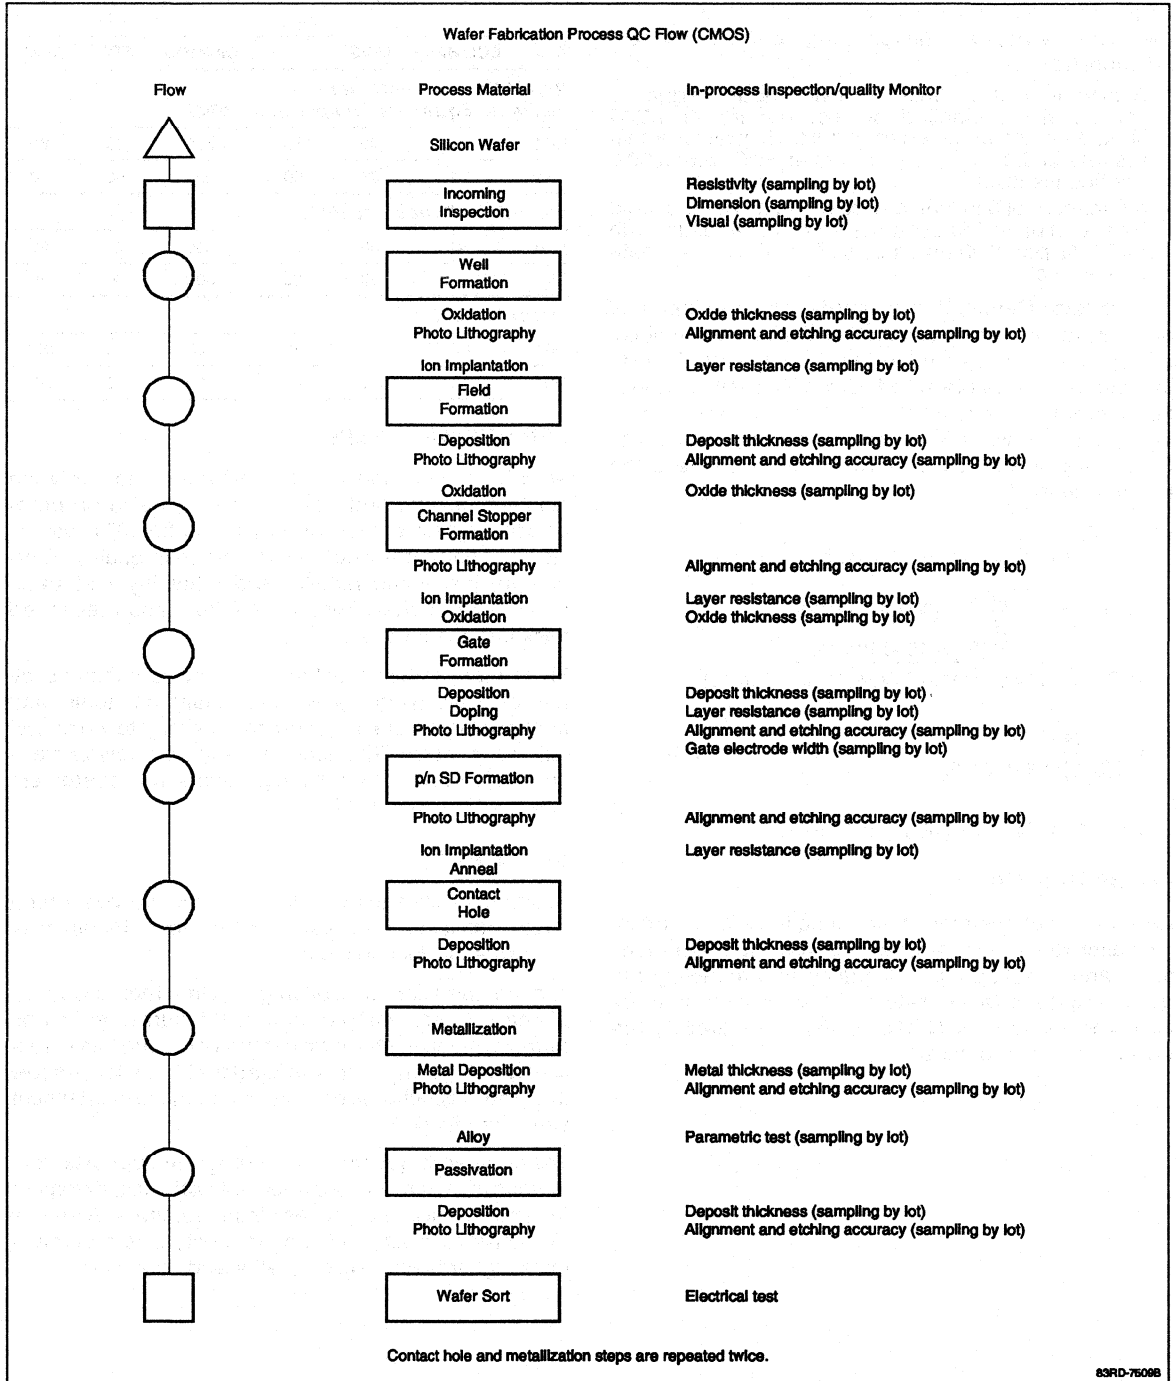 Wafer Fabrication Process QC Flow (CMOS)
Flow Process Material In-process Inspection/quality Monitor
Silicon Wafer
Incoming
Inspection
Resistivity (sampling by lot)
Dimension (sampling by lot)
Visual (sampling by lot)
Well
Formation
Oxidation Oxide thickness (sampling by lot)
Photo Lithography Alignment and etching accuracy (sampling by lot)
Ion Implantation Layer resistance (sampling by lot)
Field
Formation
Deposition Deposit thickness (sampling by lot)
Photo Lithography Alignment and etching accuracy (sampling by lot)
Oxidation Oxide thickness (sampling by lot)
Channel Stopper
Formation
Photo Lithography Alignment and etching accuracy (sampling by lot)
Ion Implantation Layer resistance (sampling by lot)
Oxidation Oxide thickness (sampling by lot)
Gate
Formation
Deposition Deposit thickness (sampling by lot)
Doping Layer resistance (sampling by lot)
Photo Lithography Alignment and etching accuracy (sampling by lot)
Gate electrode width (sampling by lot)
p/n SD Formation
Photo Lithography Alignment and etching accuracy (sampling by lot)
Ion Implantation Layer resistance (sampling by lot)
Anneal
Contact
Hole
Deposition Deposit thickness (sampling by lot)
Photo Lithography Alignment and etching accuracy (sampling by lot)
Metallization
Metal Deposition Metal thickness (sampling by lot)
Photo Lithography Alignment and etching accuracy (sampling by lot)
Alloy Parametric test (sampling by lot)
Passivation
Deposition Deposit thickness (sampling by lot)
Photo Lithography Alignment and etching accuracy (sampling by lot)
Wafer Sort Electrical test
Contact hole and metallization steps are repeated twice.
83RD-7509B